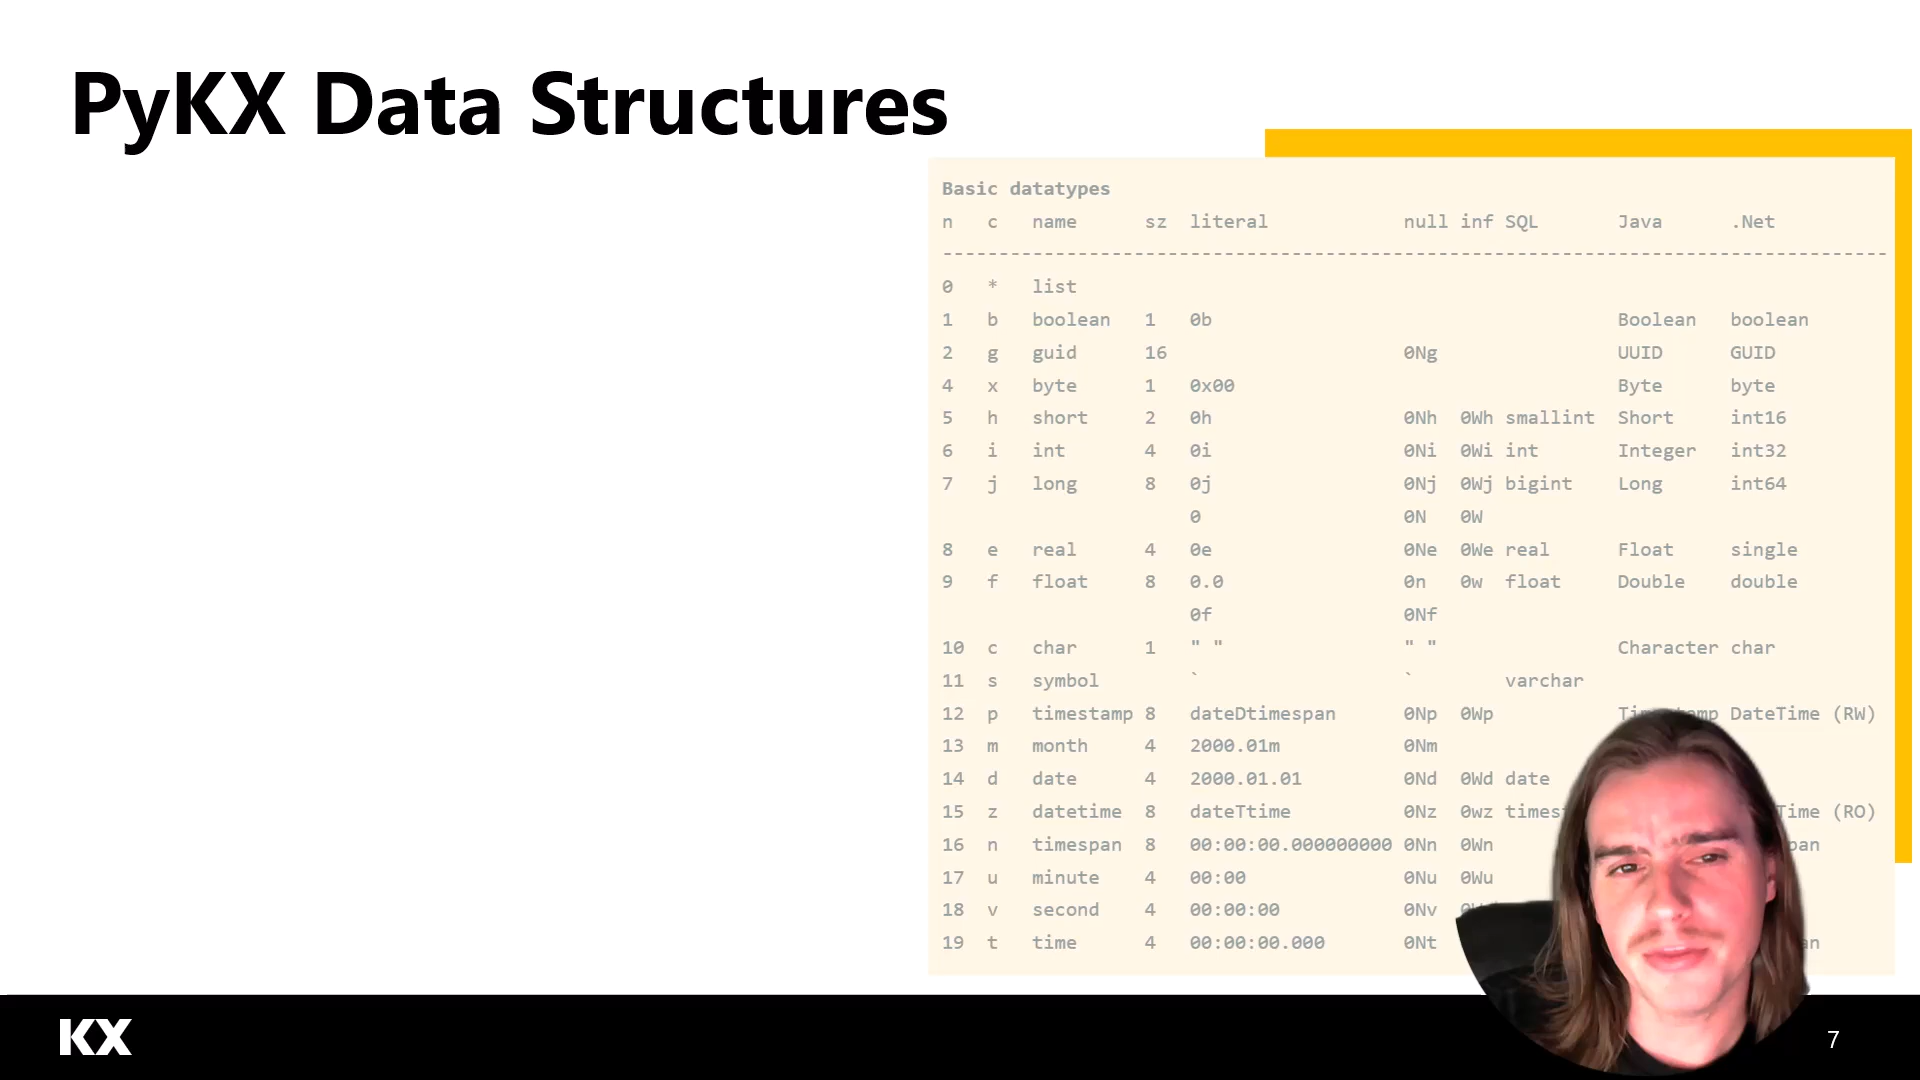 PyKX Data Structures
Basic datatypes
n c name sz literal null inf SQL Java .Net
--------------------------------------------------------------------------------
0 * list
1 b boolean 1 0b Boolean boolean
2 g guid 16 0Ng UUID GUID
4 x byte 1 0x00 Byte byte
5 h short 2 0h 0Nh 0Wh smallint Short int16
6 i int 4 0i 0Ni 0Wi int Integer int32
7 j long 8 0j 0Nj 0Wj bigint Long int64
0 0N 0W
8 e real 4 0e 0Ne 0We real Float single
9 f float 8 0.0 0n 0w float Double double
0f 0Nf
10 c char 1 " " " " Character char
11 s symbol ` ` varchar
12 p timestamp 8 dateDtimespan 0Np 0Wp DateTime (RW)
13 m month 4 2000.01m 0Nm
14 d date 4 2000.01.01 0Nd 0Wd date
15 z datetime 8 dateTtime 0Nz 0wz (RO)
16 n timespan 8 00:00:00.000000000 0Nn 0Wn
17 u minute 4 00:00 0Nu 0Wu
18 v second 4 00:00:00 0Nv
19 t time 4 00:00:00.000 0Nt
KX
7